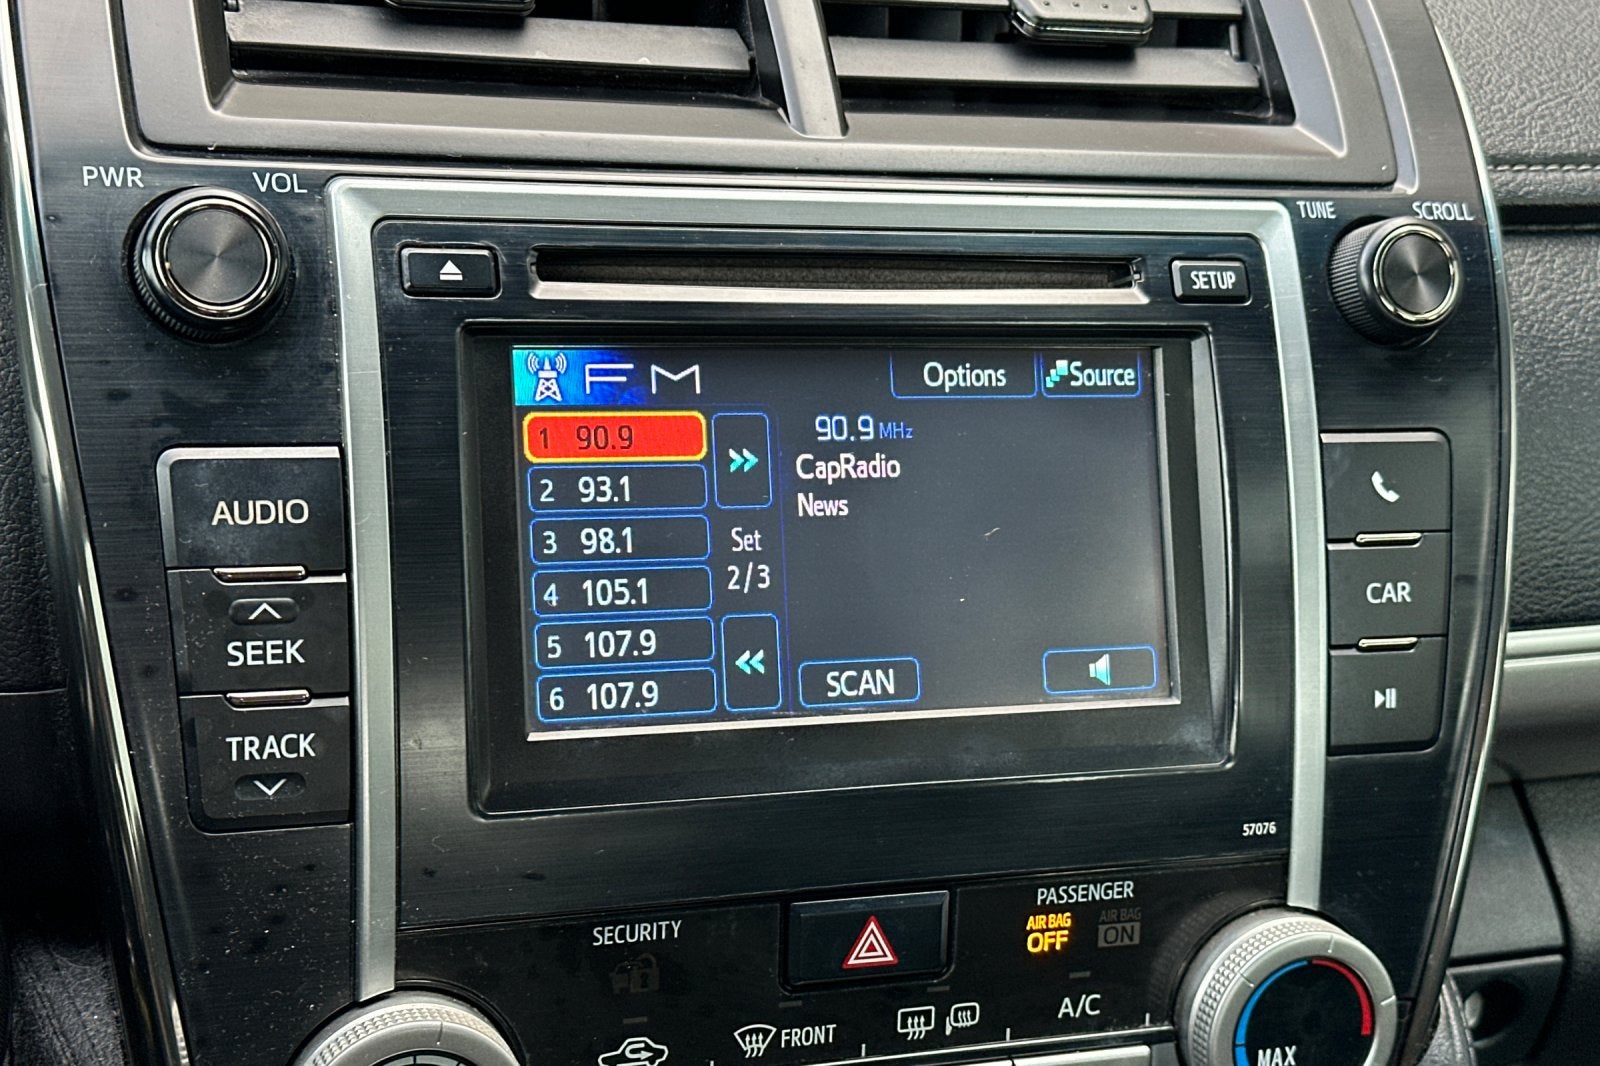 PWR VOL
TUNE SCROLL
SETUP
FM Options Source
1 90.9
2 93.1
3 98.1
4 105.1
5 107.9
6 107.9
Set
2/3
90.9 MHz
CapRadio
News
SCAN
AUDIO
SEEK
TRACK
CAR
57076
SECURITY
PASSENGER
AIR BAG
OFF
AIR BAG
ON
FRONT
A/C
MAX